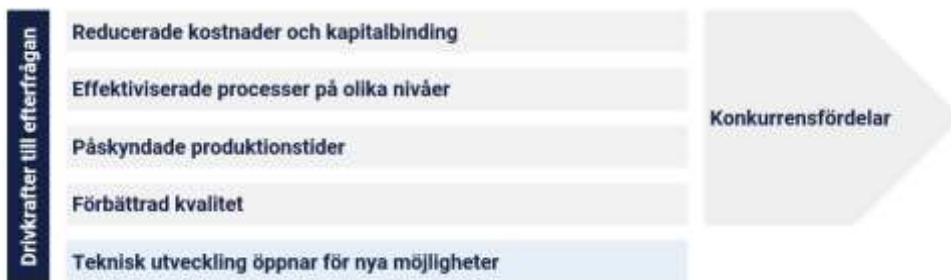 Drivkrafter till efterfrågan
Reducerade kostnader och kapitalbinding
Effektiviserade processer på olika nivåer
Påskyndade produktionstider
Förbättrad kvalitet
Teknisk utveckling öppnar för nya möjligheter
Konkurrensfördelar